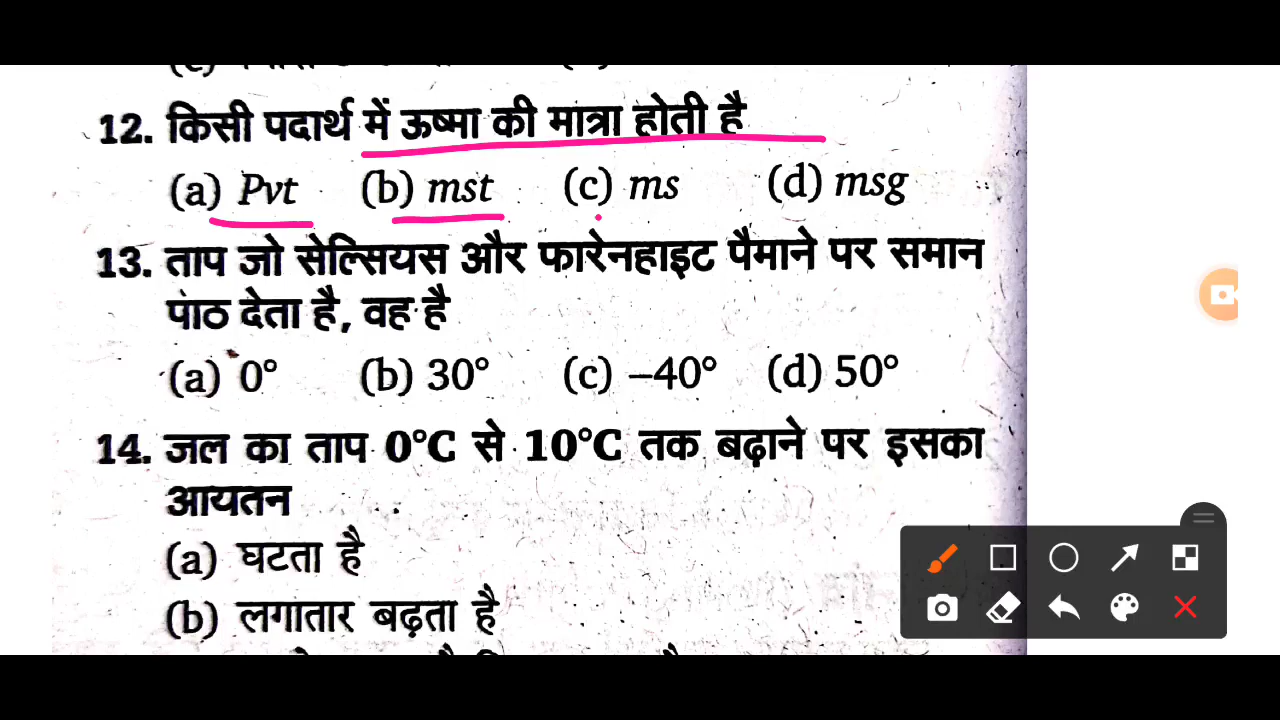 12. किसी पदार्थ में ऊष्मा की मात्रा होती है
(a) Pvt (b) mst (c) ms (d) msg
13. ताप जो सेल्सियस और फारेनहाइट पैमाने पर समान
पाठ देता है, वह है
(a) 0° (b) 30° (c) –40° (d) 50°
14. जल का ताप 0°C से 10°C तक बढ़ाने पर इसका
आयतन
(a) घटता है
(b) लगातार बढ़ता है